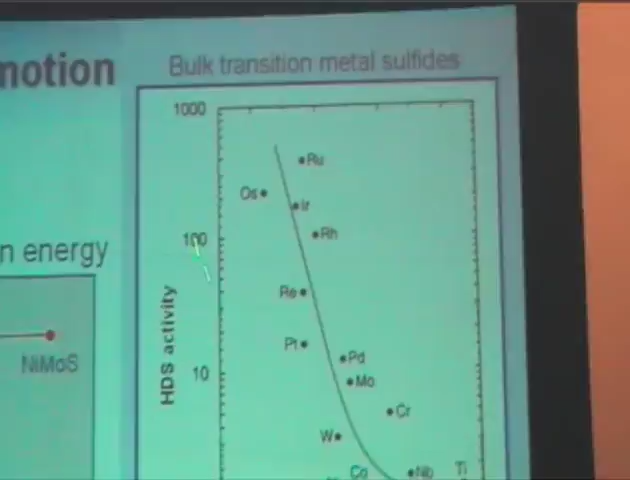 motion
n energy
NiMoS
Bulk transition metal sulfides
1000
Ru
Os
Ir
Rh
100
Re
HDS activity
Pt
Pd
10
Mo
Cr
W
Co
Nb
Ti